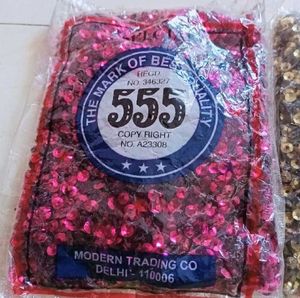 THE MARK OF BEST QUALITY
REGD.
NO. 346327
555
COPY RIGHT
NO. A23308
MODERN TRADING CO
DELHI - 110006